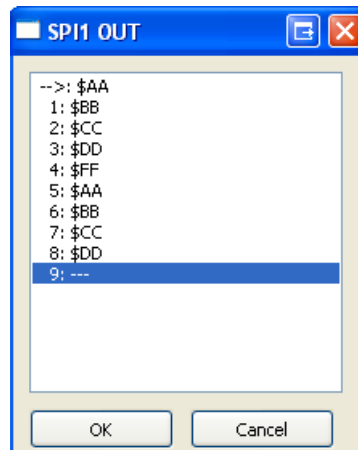 SPI1 OUT
-->: $AA
1: $BB
2: $CC
3: $DD
4: $FF
5: $AA
6: $BB
7: $CC
8: $DD
9: ---
OK Cancel